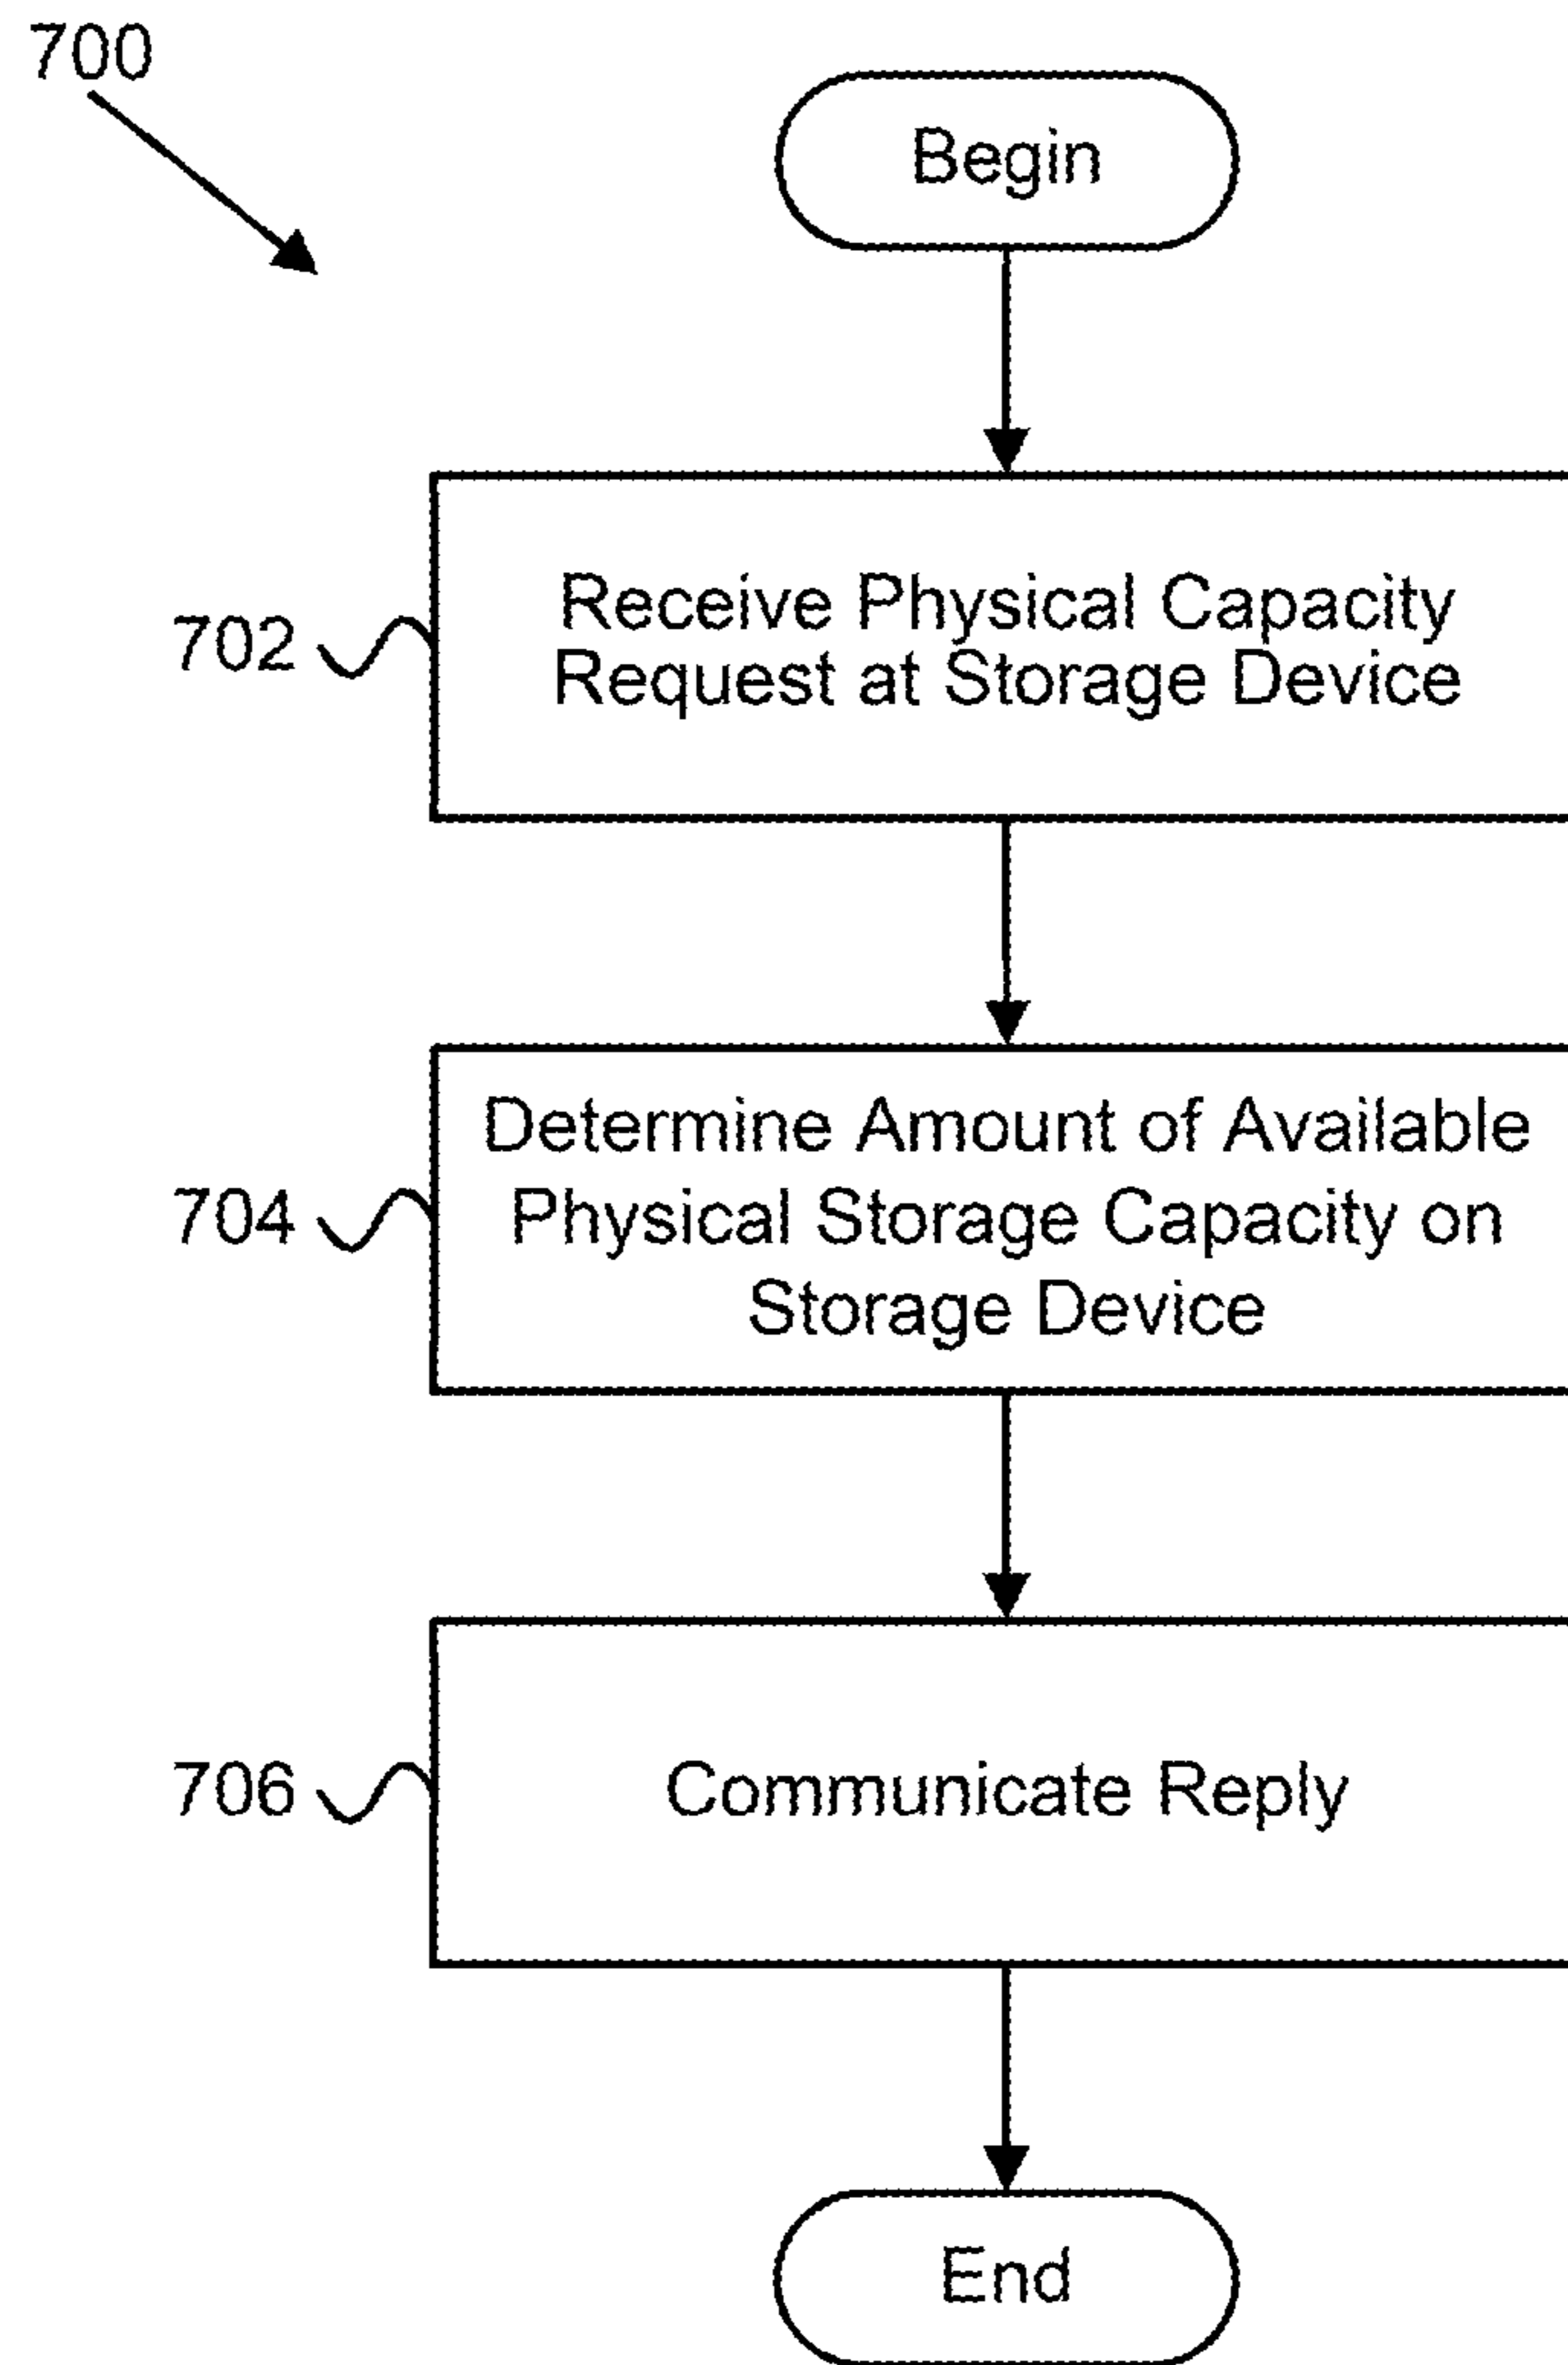 700
Begin
702
Receive Physical Capacity
Request at Storage Device
704
Determine Amount of Available
Physical Storage Capacity on
Storage Device
706
Communicate Reply
End